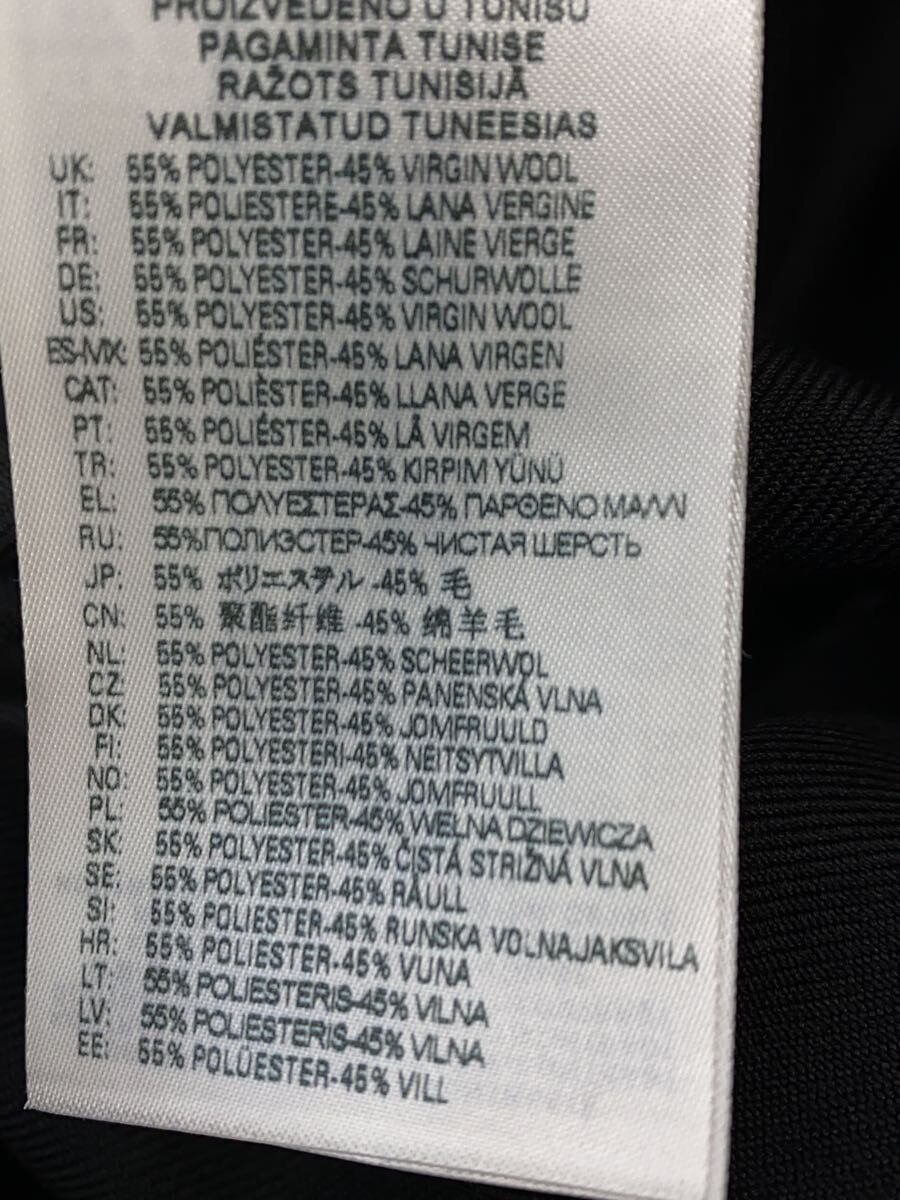 PROIZVEDENO U TUNISU
PAGAMINTA TUNISE
RAŽOTS TUNISIJĀ
VALMISTATUD TUNEESIAS
UK: 55% POLYESTER-45% VIRGIN WOOL
IT: 55% POLIESTERE-45% LANA VERGINE
FR: 55% POLYESTER-45% LAINE VIERGE
DE: 55% POLYESTER-45% SCHURWOLLE
US: 55% POLYESTER-45% VIRGIN WOOL
ES-MX: 55% POLIÉSTER-45% LANA VIRGEN
CAT: 55% POLIÈSTER-45% LLANA VERGE
PT: 55% POLIÉSTER-45% LÃ VIRGEM
TR: 55% POLYESTER-45% KIRPIM YÜNÜ
EL: 55% ΠΟΛΥΕΣΤΕΡΑΣ-45% ΠΑΡΘΕΝΟ ΜΑΛΛΙ
RU: 55%ПОЛИЭСТЕР-45% ЧИСТАЯ ШЕРСТЬ
JP: 55% ポリエステル -45% 毛
CN: 55% 聚酯纤维 -45% 绵羊毛
NL: 55% POLYESTER-45% SCHEERWOL
CZ 55% POLYESTER-45% PANENSKÁ VLNA
DK: 55% POLYESTER-45% JOMFRUULD
FI: 55% POLYESTERI-45% NEITSYTVILLA
NO: 55% POLYESTER-45% JOMFRUULL
PL: 55% POLIESTER-45% WEŁNA DZIEWICZA
SK: 55% POLYESTER-45% ČISTÁ STRIŽNÁ VLNA
SE: 55% POLYESTER-45% RÅULL
SI: 55% POLIESTER-45% RUNSKA VOLNAJAKSVILA
HR: 55% POLIESTER-45% VUNA
LT: 55% POLIESTERIS-45% VILNA
LV: 55% POLIESTERIS-45% VILNA
EE: 55% POLÜESTER-45% VILL